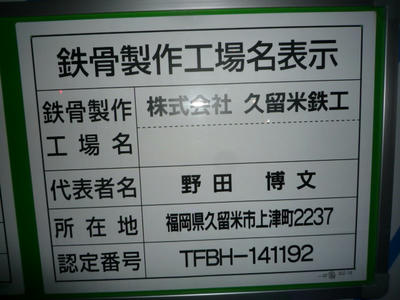 鉄骨製作工場名表示
鉄骨製作工場名 株式会社 久留米鉄工
代表者名 野田 博文
所在地 福岡県久留米市上津町2237
認定番号 TFBH-141192